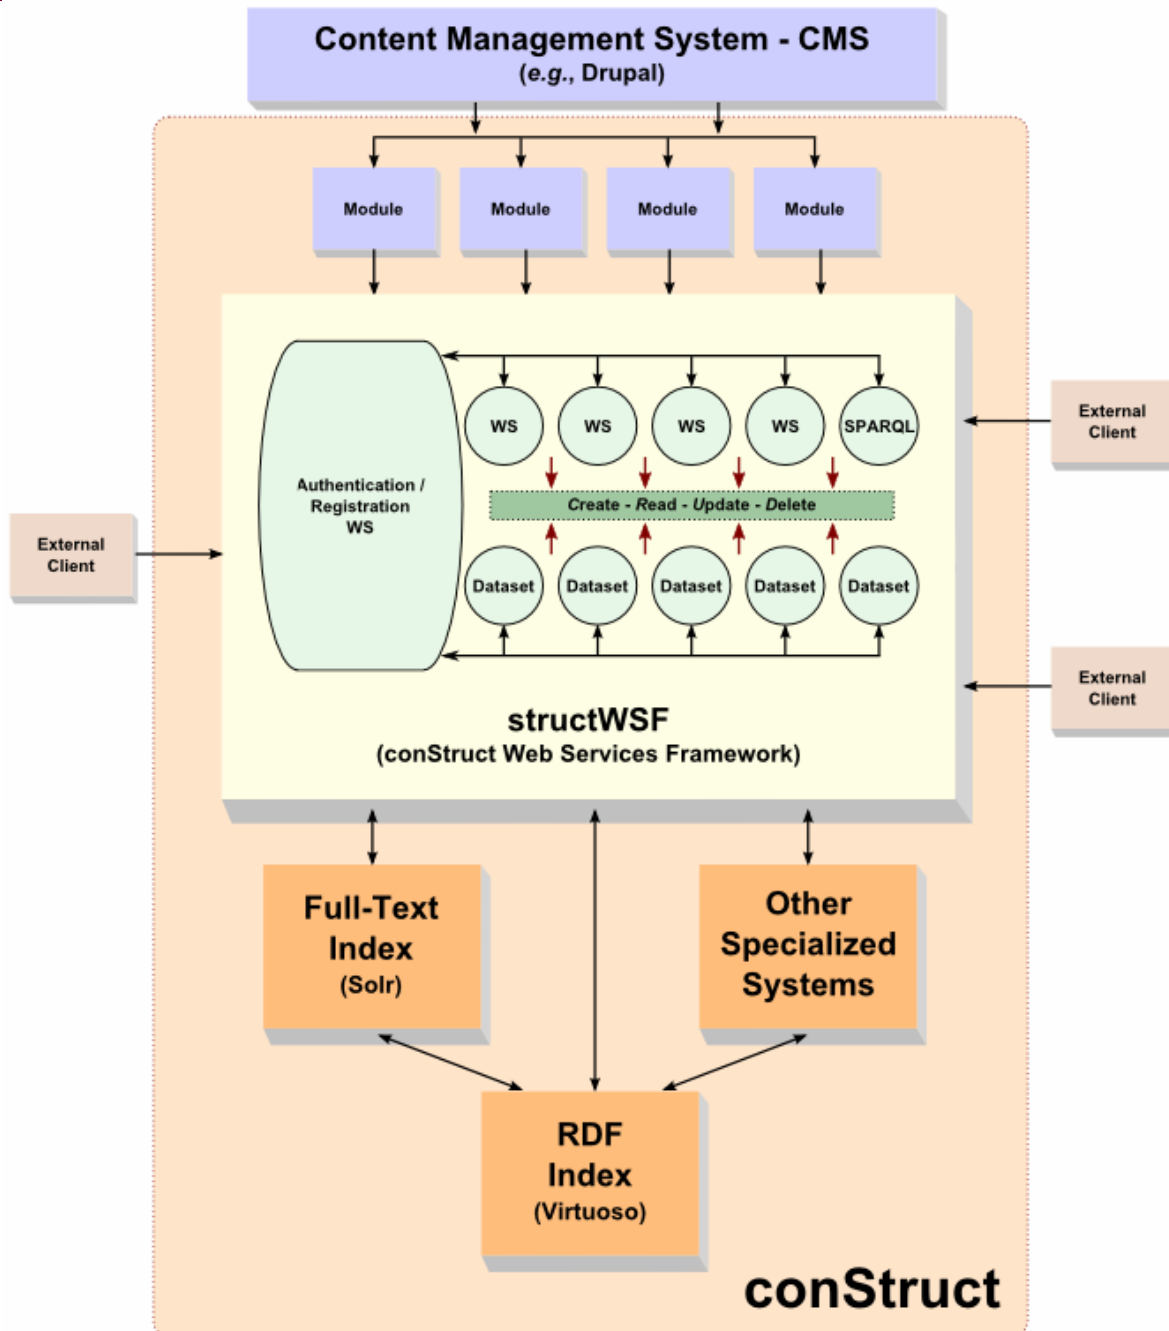 Content Management System - CMS
(e.g., Drupal)
Module
Module
Module
Module
WS
WS
WS
WS
SPARQL
Authentication /
Registration
WS
Create - Read - Update - Delete
Dataset
Dataset
Dataset
Dataset
Dataset
External
Client
External
Client
External
Client
structWSF
(conStruct Web Services Framework)
Full-Text
Index
(Solr)
Other
Specialized
Systems
RDF
Index
(Virtuoso)
conStruct